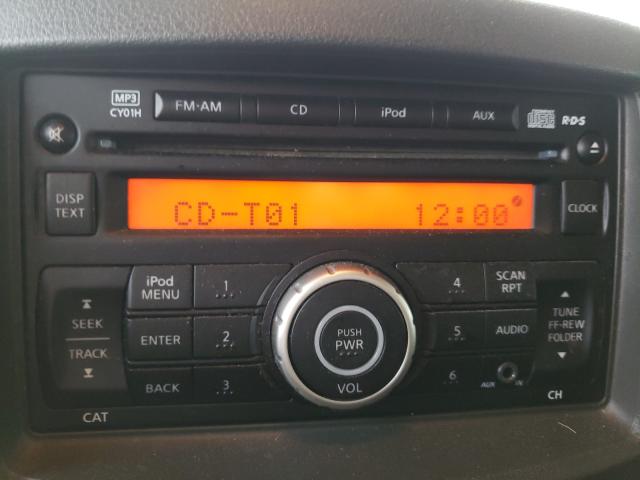 MP3
CY01H
FM·AM
CD
iPod
AUX
disc
R·D·S
DISP
TEXT
CD-T01 12:00
CLOCK
iPod
MENU
1
4
SCAN
RPT
SEEK
TRACK
ENTER
2
PUSH
PWR
VOL
5
AUDIO
TUNE
FF·REW
FOLDER
BACK
3
6
AUX IN
CAT
CH